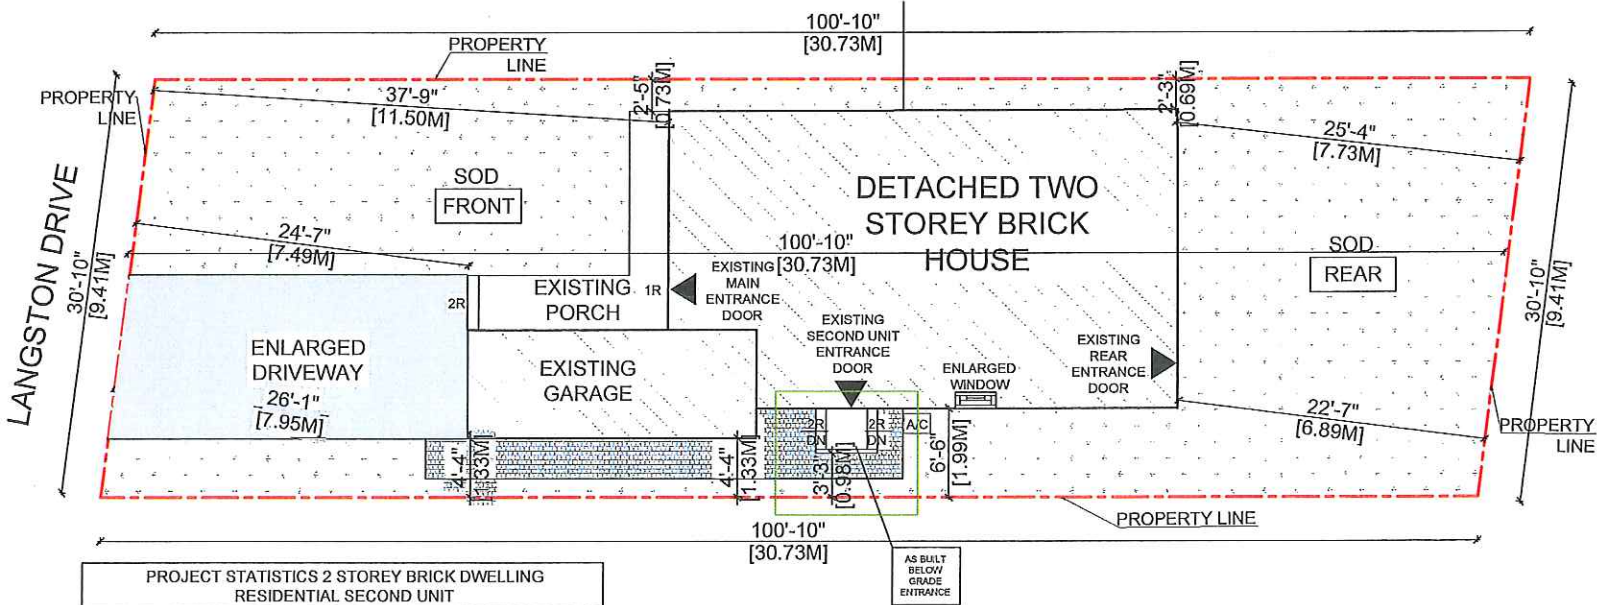 100'-10"
[30.73M]
PROPERTY
LINE
PROPERTY
LINE
37'-9"
[11.50M]
2'-5"
[0.73M]
2'-3"
[0.69M]
25'-4"
[7.73M]
LANGSTON DRIVE
30'-10"
[9.41M]
SOD
FRONT
DETACHED TWO
STOREY BRICK
HOUSE
24'-7"
[7.49M]
100'-10"
[30.73M]
SOD
REAR
30'-10"
[9.41M]
2R
EXISTING
PORCH
1R
EXISTING
MAIN
ENTRANCE
DOOR
EXISTING
SECOND UNIT
ENTRANCE
DOOR
EXISTING
REAR
ENTRANCE
DOOR
ENLARGED
WINDOW
ENLARGED
DRIVEWAY
EXISTING
GARAGE
26'-1"
[7.95M]
22'-7"
[6.89M]
PROPERTY
LINE
2R
DN
2R
DN
A/C
4'-4"
[1.33M]
4'-4"
[1.33M]
3'-3"
[0.98M]
6'-6"
[1.99M]
PROPERTY LINE
100'-10"
[30.73M]
AS BUILT
BELOW
GRADE
ENTRANCE
PROJECT STATISTICS 2 STOREY BRICK DWELLING
RESIDENTIAL SECOND UNIT